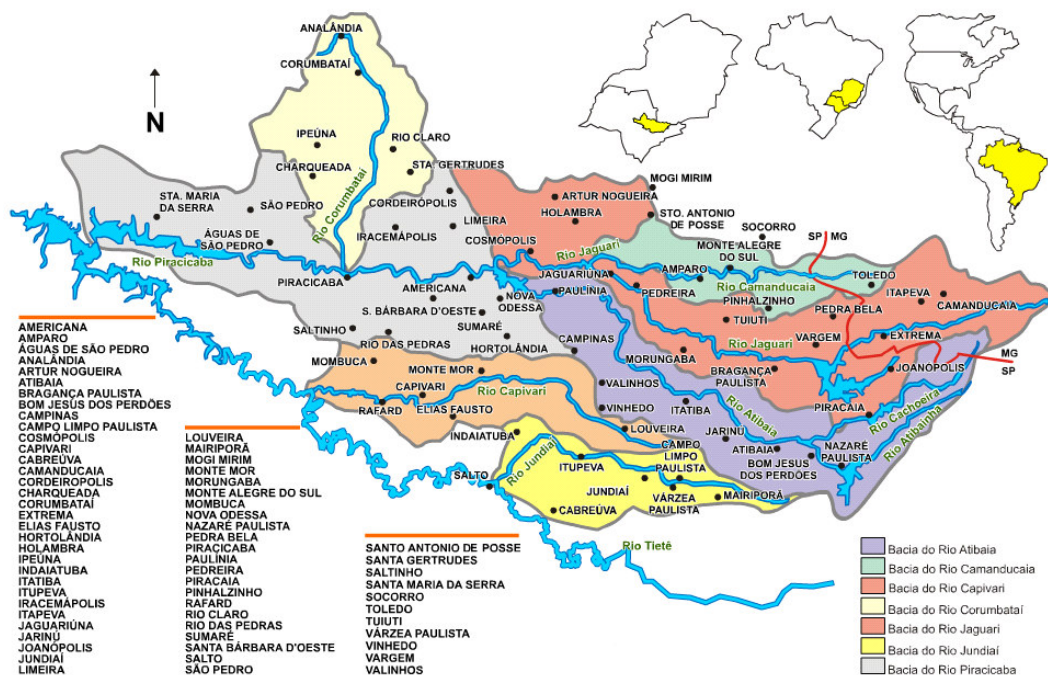 ANALÂNDIA
CORUMBATAÍ
N
IPEÚNA
RIO CLARO
CHARQUEADA
STA. GERTRUDES
Rio Corumbataí
CORDEIRÓPOLIS
STA. MARIA
DA SERRA
SÃO PEDRO
ÁGUAS DE
SÃO PEDRO
Rio Piracicaba
IRACEMÁPOLIS
LIMEIRA
COSMÓPOLIS
PIRACICABA
AMERICANA
NOVA
ODESSA
S. BÁRBARA D'OESTE
SUMARÉ
SALTINHO
RIO DAS PEDRAS
HORTOLÂNDIA
MOGI MIRIM
ARTUR NOGUEIRA
HOLAMBRA
STO. ANTONIO
DE POSSE
SOCORRO
SP MG
Rio Jaguari
MONTE ALEGRE
DO SUL
JAGUARIUNA
PAULÍNIA
PEDREIRA
AMPARO
Rio Camanducaia
TOLEDO
PINHALZINHO
PEDRA BELA
ITAPEVA
CAMANDUCAIA
TUIUTI
Rio Jaguari
VARGEM
EXTREMA
MORUNGABA
BRAGANÇA
PAULISTA
JOANÓPOLIS
MG
SP
CAMPINAS
VALINHOS
VINHEDO
ITATIBA
Rio Atibaia
PIRACAIA
Rio Cachoeira
Rio Atibainha
JARINU
ATIBAIA
NAZARÉ
PAULISTA
BOM JESUS
DOS PERDÕES
MOMBUCA
MONTE MOR
CAPIVARI
Rio Capivari
RAFARD
ELIAS FAUSTO
INDAIATUBA
LOUVEIRA
CAMPO
LIMPO
PAULISTA
Rio Jundiaí
ITUPEVA
SALTO
JUNDIAÍ
VÁRZEA
PAULISTA
MAIRIPORÃ
CABREÚVA
Rio Tietê
AMERICANA
AMPARO
ÁGUAS DE SÃO PEDRO
ANALÂNDIA
ARTUR NOGUEIRA
ATIBAIA
BRAGANÇA PAULISTA
BOM JESÚS DOS PERDÕES
CAMPINAS
CAMPO LIMPO PAULISTA
COSMÓPOLIS
CAPIVARI
CABREÚVA
CAMANDUCAIA
CORDEIROPOLIS
CHARQUEADA
CORUMBATAÍ
EXTREMA
ELIAS FAUSTO
HORTOLÂNDIA
HOLAMBRA
IPEÚNA
INDAIATUBA
ITATIBA
ITUPEVA
IRACEMÁPOLIS
ITAPEVA
JAGUARIÚNA
JARINÚ
JOANÓPOLIS
JUNDIAÍ
LIMEIRA
LOUVEIRA
MAIRIPORÃ
MOGI MIRIM
MONTE MOR
MORUNGABA
MONTE ALEGRE DO SUL
MOMBUCA
NOVA ODESSA
NAZARÉ PAULISTA
PEDRA BELA
PIRAÇICABA
PAULÍNIA
PEDREIRA
PIRACAIA
PINHALZINHO
RAFARD
RIO CLARO
RIO DAS PEDRAS
SUMARÉ
SANTA BÁRBARA D'OESTE
SALTO
SÃO PEDRO
SANTO ANTONIO DE POSSE
SANTA GERTRUDES
SALTINHO
SANTA MARIA DA SERRA
SOCORRO
TOLEDO
TUIUTI
VÁRZEA PAULISTA
VINHEDO
VARGEM
VALINHOS
Bacia do Rio Atibaia
Bacia do Rio Camanducaia
Bacia do Rio Capivari
Bacia do Rio Corumbataí
Bacia do Rio Jaguari
Bacia do Rio Jundiaí
Bacia do Rio Piracicaba